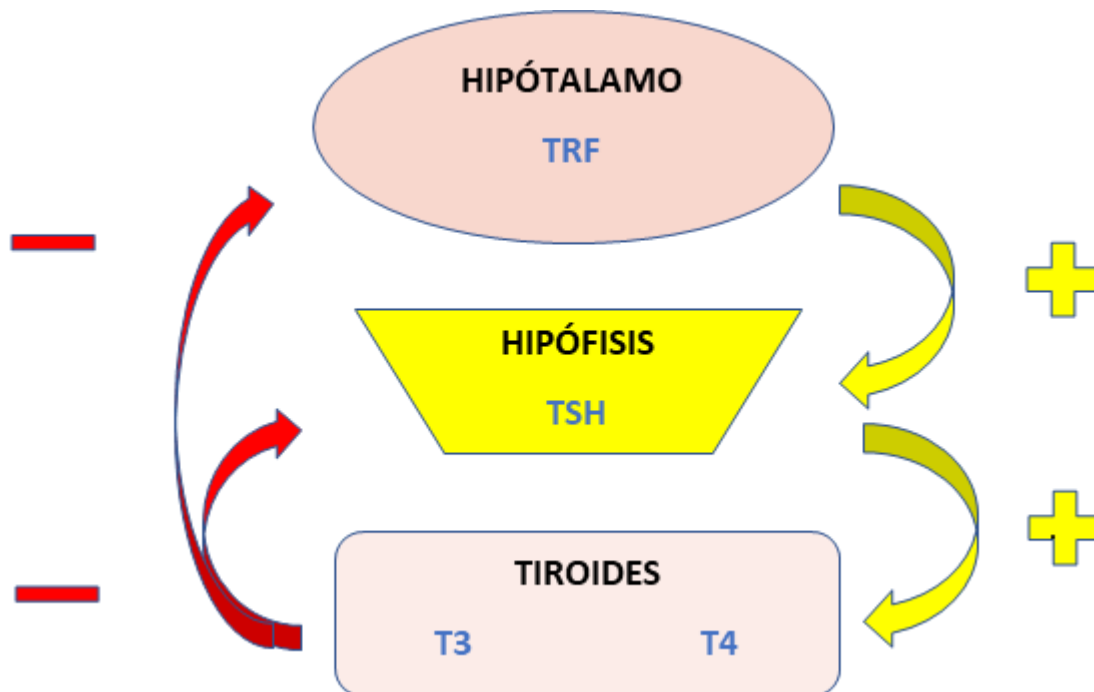 HIPÓTALAMO
TRF
HIPÓFISIS
TSH
TIROIDES
T3 T4